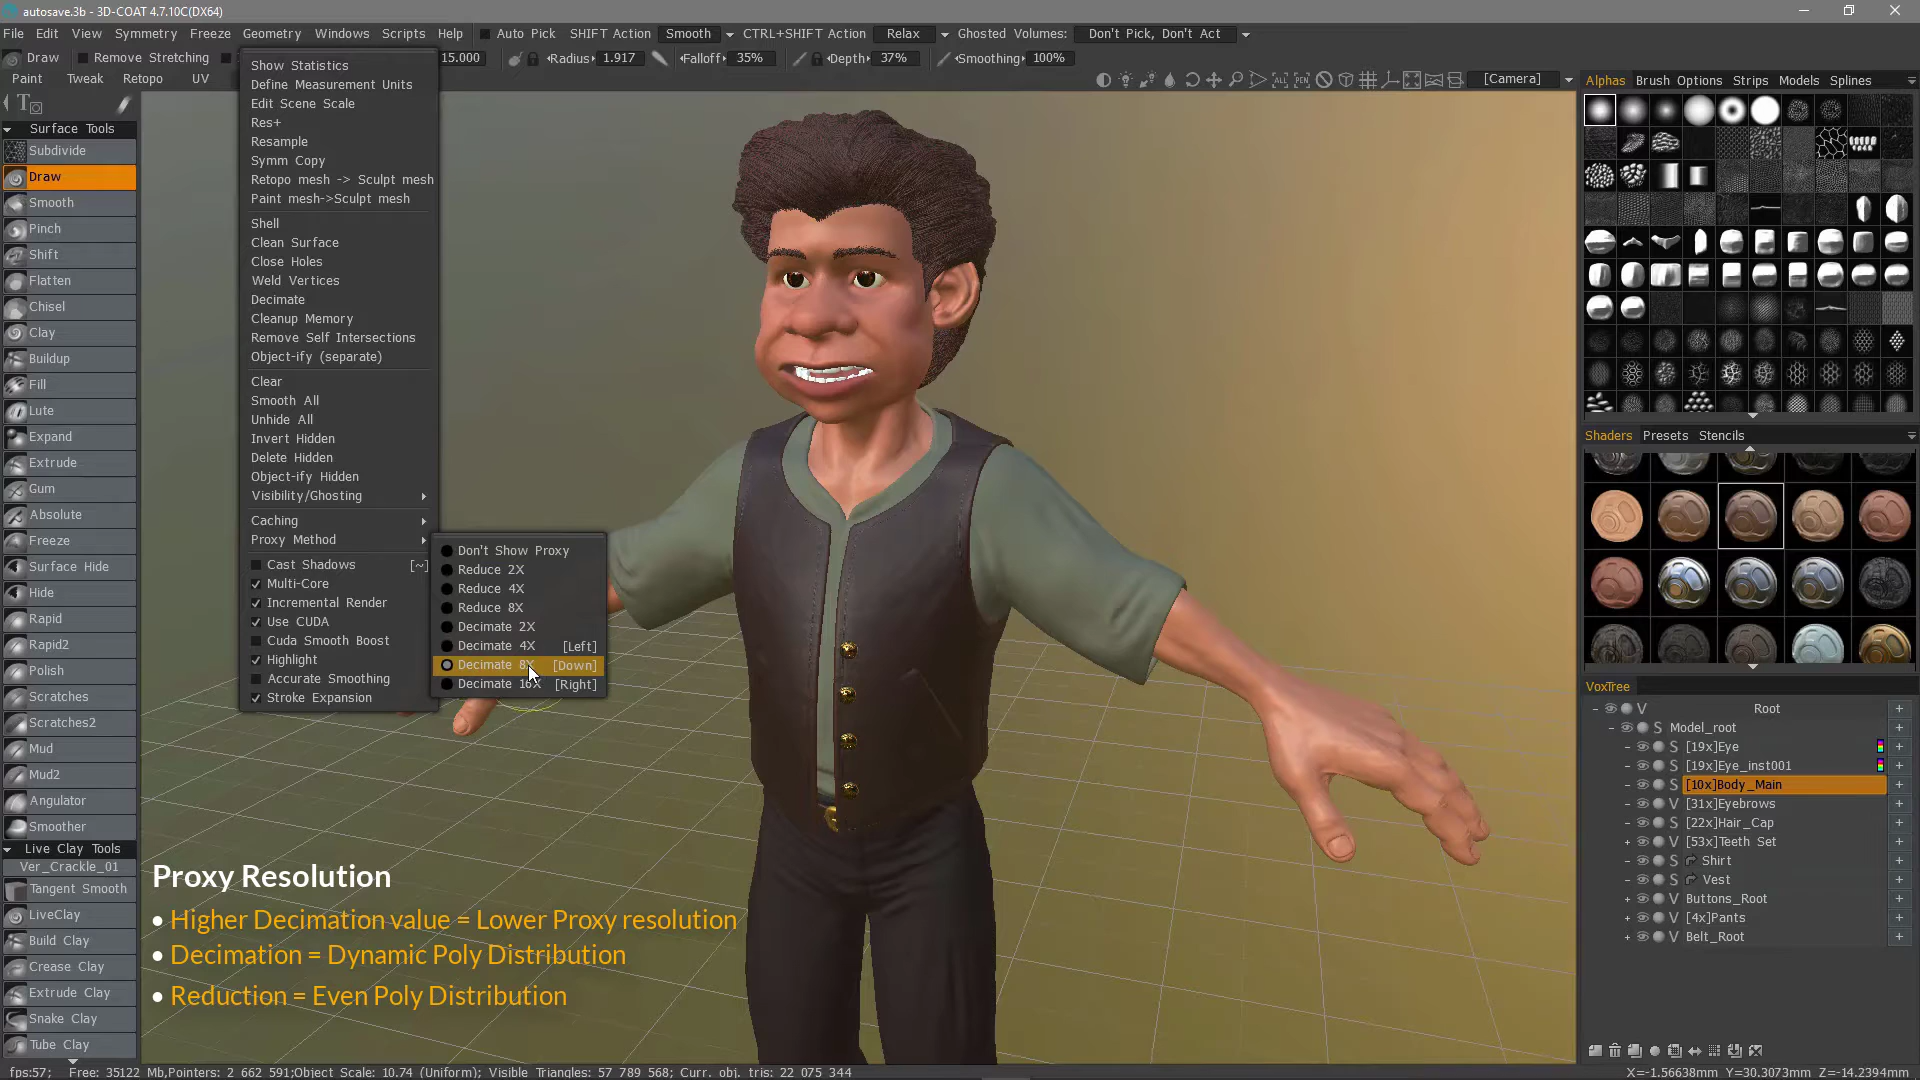 autosave.3b - 3D-COAT 4.7.10C(DX64)
File Edit View Symmetry Freeze Geometry Windows Scripts Help Auto Pick SHIFT Action Smooth CTRL+SHIFT Action Relax Ghosted Volumes: Don't Pick, Don't Act
Draw Remove Stretching 15.000 Radius 1.917 Falloff 35% Depth 37% Smoothing 100%
Paint Tweak Retopo UV [Camera]
Surface Tools
Subdivide
Draw
Smooth
Pinch
Shift
Flatten
Chisel
Clay
Buildup
Fill
Lute
Expand
Extrude
Gum
Absolute
Freeze
Surface Hide
Hide
Rapid
Rapid2
Polish
Scratches
Scratches2
Mud
Mud2
Angulator
Smoother
Live Clay Tools
Ver_Crackle_01
Tangent Smooth
LiveClay
Build Clay
Crease Clay
Extrude Clay
Snake Clay
Tube Clay
Show Statistics
Define Measurement Units
Edit Scene Scale
Res+
Resample
Symm Copy
Retopo mesh -> Sculpt mesh
Paint mesh->Sculpt mesh
Shell
Clean Surface
Close Holes
Weld Vertices
Decimate
Cleanup Memory
Remove Self Intersections
Object-ify (separate)
Clear
Smooth All
Unhide All
Invert Hidden
Delete Hidden
Object-ify Hidden
Visibility/Ghosting
Caching
Proxy Method
Cast Shadows [~]
Multi-Core
Incremental Render
Use CUDA
Cuda Smooth Boost
Highlight
Accurate Smoothing
Stroke Expansion
Don't Show Proxy
Reduce 2X
Reduce 4X
Reduce 8X
Decimate 2X
Decimate 4X [Left]
Decimate 8X [Down]
Decimate 16X [Right]
Proxy Resolution
• Higher Decimation value = Lower Proxy resolution
• Decimation = Dynamic Poly Distribution
• Reduction = Even Poly Distribution
Alphas Brush Options Strips Models Splines
Shaders Presets Stencils
VoxTree
V Root
S Model_root
S [19x]Eye
S [19x]Eye_inst001
S [10x]Body_Main
S [31x]Eyebrows
S [22x]Hair_Cap
V [53x]Teeth Set
S Shirt
S Vest
V Buttons_Root
V [4x]Pants
V Belt_Root
fps:57; Free: 35122 Mb,Pointers: 2 662 591;Object Scale: 10.74 (Uniform); Visible Triangles: 57 789 568; Curr. obj. tris: 22 075 344 X=-1.56638mm Y=30.3073mm Z=-14.2394mm